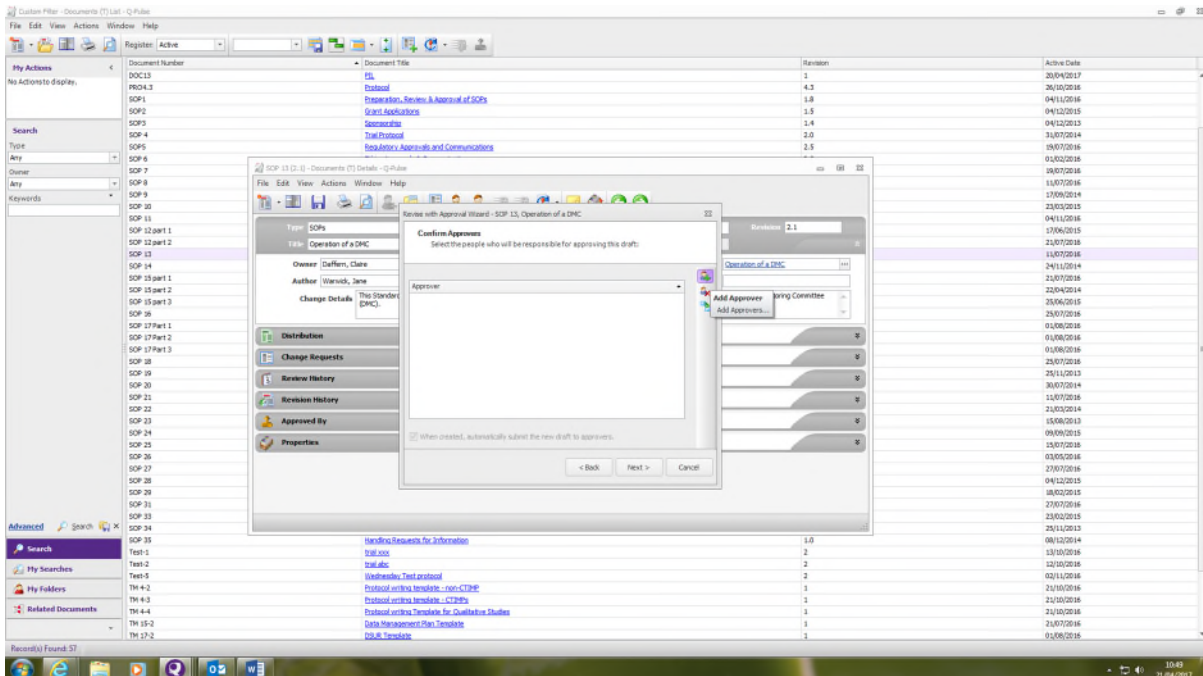 Custom Filter - Documents (T) List - Q-Pulse
File Edit View Actions Window Help
Register: Active
My Actions
No Actions to display.
Search
Type
Any
Owner
Any
Keywords
Advanced Search
Search
My Searches
My Folders
Related Documents
Document Number Document Title Revision Active Date
DOC13 PIL 1 20/04/2017
PRO4.3 Protocol 4.3 26/10/2016
SOP1 Preparation, Review & Approval of SOPs 1.8 04/11/2016
SOP2 Grant Applications 1.5 04/12/2015
SOP3 Sponsorship 1.4 04/12/2013
SOP 4 Trial Protocol 2.0 31/07/2014
SOP5 Regulatory Approvals and Communications 2.5 19/07/2016
SOP 6 01/02/2016
SOP 7 19/07/2016
SOP 8 11/07/2016
SOP 9 17/09/2014
SOP 10 23/03/2015
SOP 11 04/11/2016
SOP 12 part 1 17/06/2015
SOP 12 part 2 21/07/2016
SOP 13 11/07/2016
SOP 14 24/11/2014
SOP 15 part 1 21/07/2016
SOP 15 part 2 22/04/2014
SOP 15 part 3 25/06/2015
SOP 16 25/07/2016
SOP 17 Part 1 01/08/2016
SOP 17 Part 2 01/08/2016
SOP 17 Part 3 01/08/2016
SOP 18 25/07/2016
SOP 19 25/11/2013
SOP 20 30/07/2014
SOP 21 11/07/2016
SOP 22 21/03/2014
SOP 23 15/08/2013
SOP 24 09/09/2015
SOP 25 15/07/2016
SOP 26 03/05/2016
SOP 27 27/07/2016
SOP 28 04/12/2015
SOP 29 18/02/2015
SOP 31 27/07/2016
SOP 33 23/02/2015
SOP 34 25/11/2013
SOP 35 Handling Requests for Information 1.0 08/12/2014
Test-1 trial xxx 2 13/10/2016
Test-2 trial abc 2 12/10/2016
Test-5 Wednesday Test protocol 2 02/11/2016
TM 4-2 Protocol writing template - non-CTIMP 1 21/10/2016
TM 4-3 Protocol writing template - CTIMPs 1 21/10/2016
TM 4-4 Protocol writing Template for Qualitative Studies 1 21/10/2016
TM 15-2 Data Management Plan Template 1 21/07/2016
TM 17-2 DSUR Template 1 01/08/2016
SOP 13 (2.1) - Documents (T) Details - Q-Pulse
File Edit View Actions Window Help
Type SOPs Revision 2.1
Title Operation of a DMC
Owner Deffern, Claire Operation of a DMC
Author Warwick, Jane
Change Details This Standard oring Committee
(DMC).
Distribution
Change Requests
Review History
Revision History
Approved By
Properties
Revise with Approval Wizard - SOP 13, Operation of a DMC
Confirm Approvers
Select the people who will be responsible for approving this draft:
Approver
Add Approver
Add Approvers....
When created, automatically submit the new draft to approvers.
< Back Next > Cancel
Record(s) Found: 57
10:49
21/04/2017